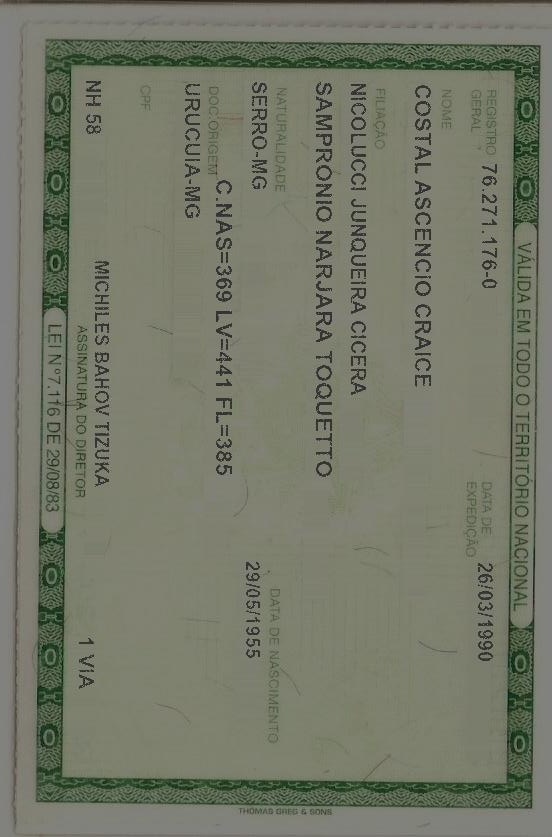 VÁLIDA EM TODO O TERRITÓRIO NACIONAL
REGISTRO GERAL 76.271.176-0 DATA DE EXPEDIÇÃO 26/03/1990
NOME
COSTAL ASCENCIO CRAICE
FILIAÇÃO
NICOLUCCI JUNQUEIRA CICERA
SAMPRONIO NARJARA TOQUETTO
NATURALIDADE DATA DE NASCIMENTO
SERRO-MG 29/05/1955
DOC.ORIGEM C.NAS=369 LV=441 FL=385
URUCUIA-MG
CPF
NH 58 MICHILES BAHOV TIZUKA 1 VIA
ASSINATURA DO DIRETOR
LEI Nº7.116 DE 29/08/83
THOMAS GREG & SONS